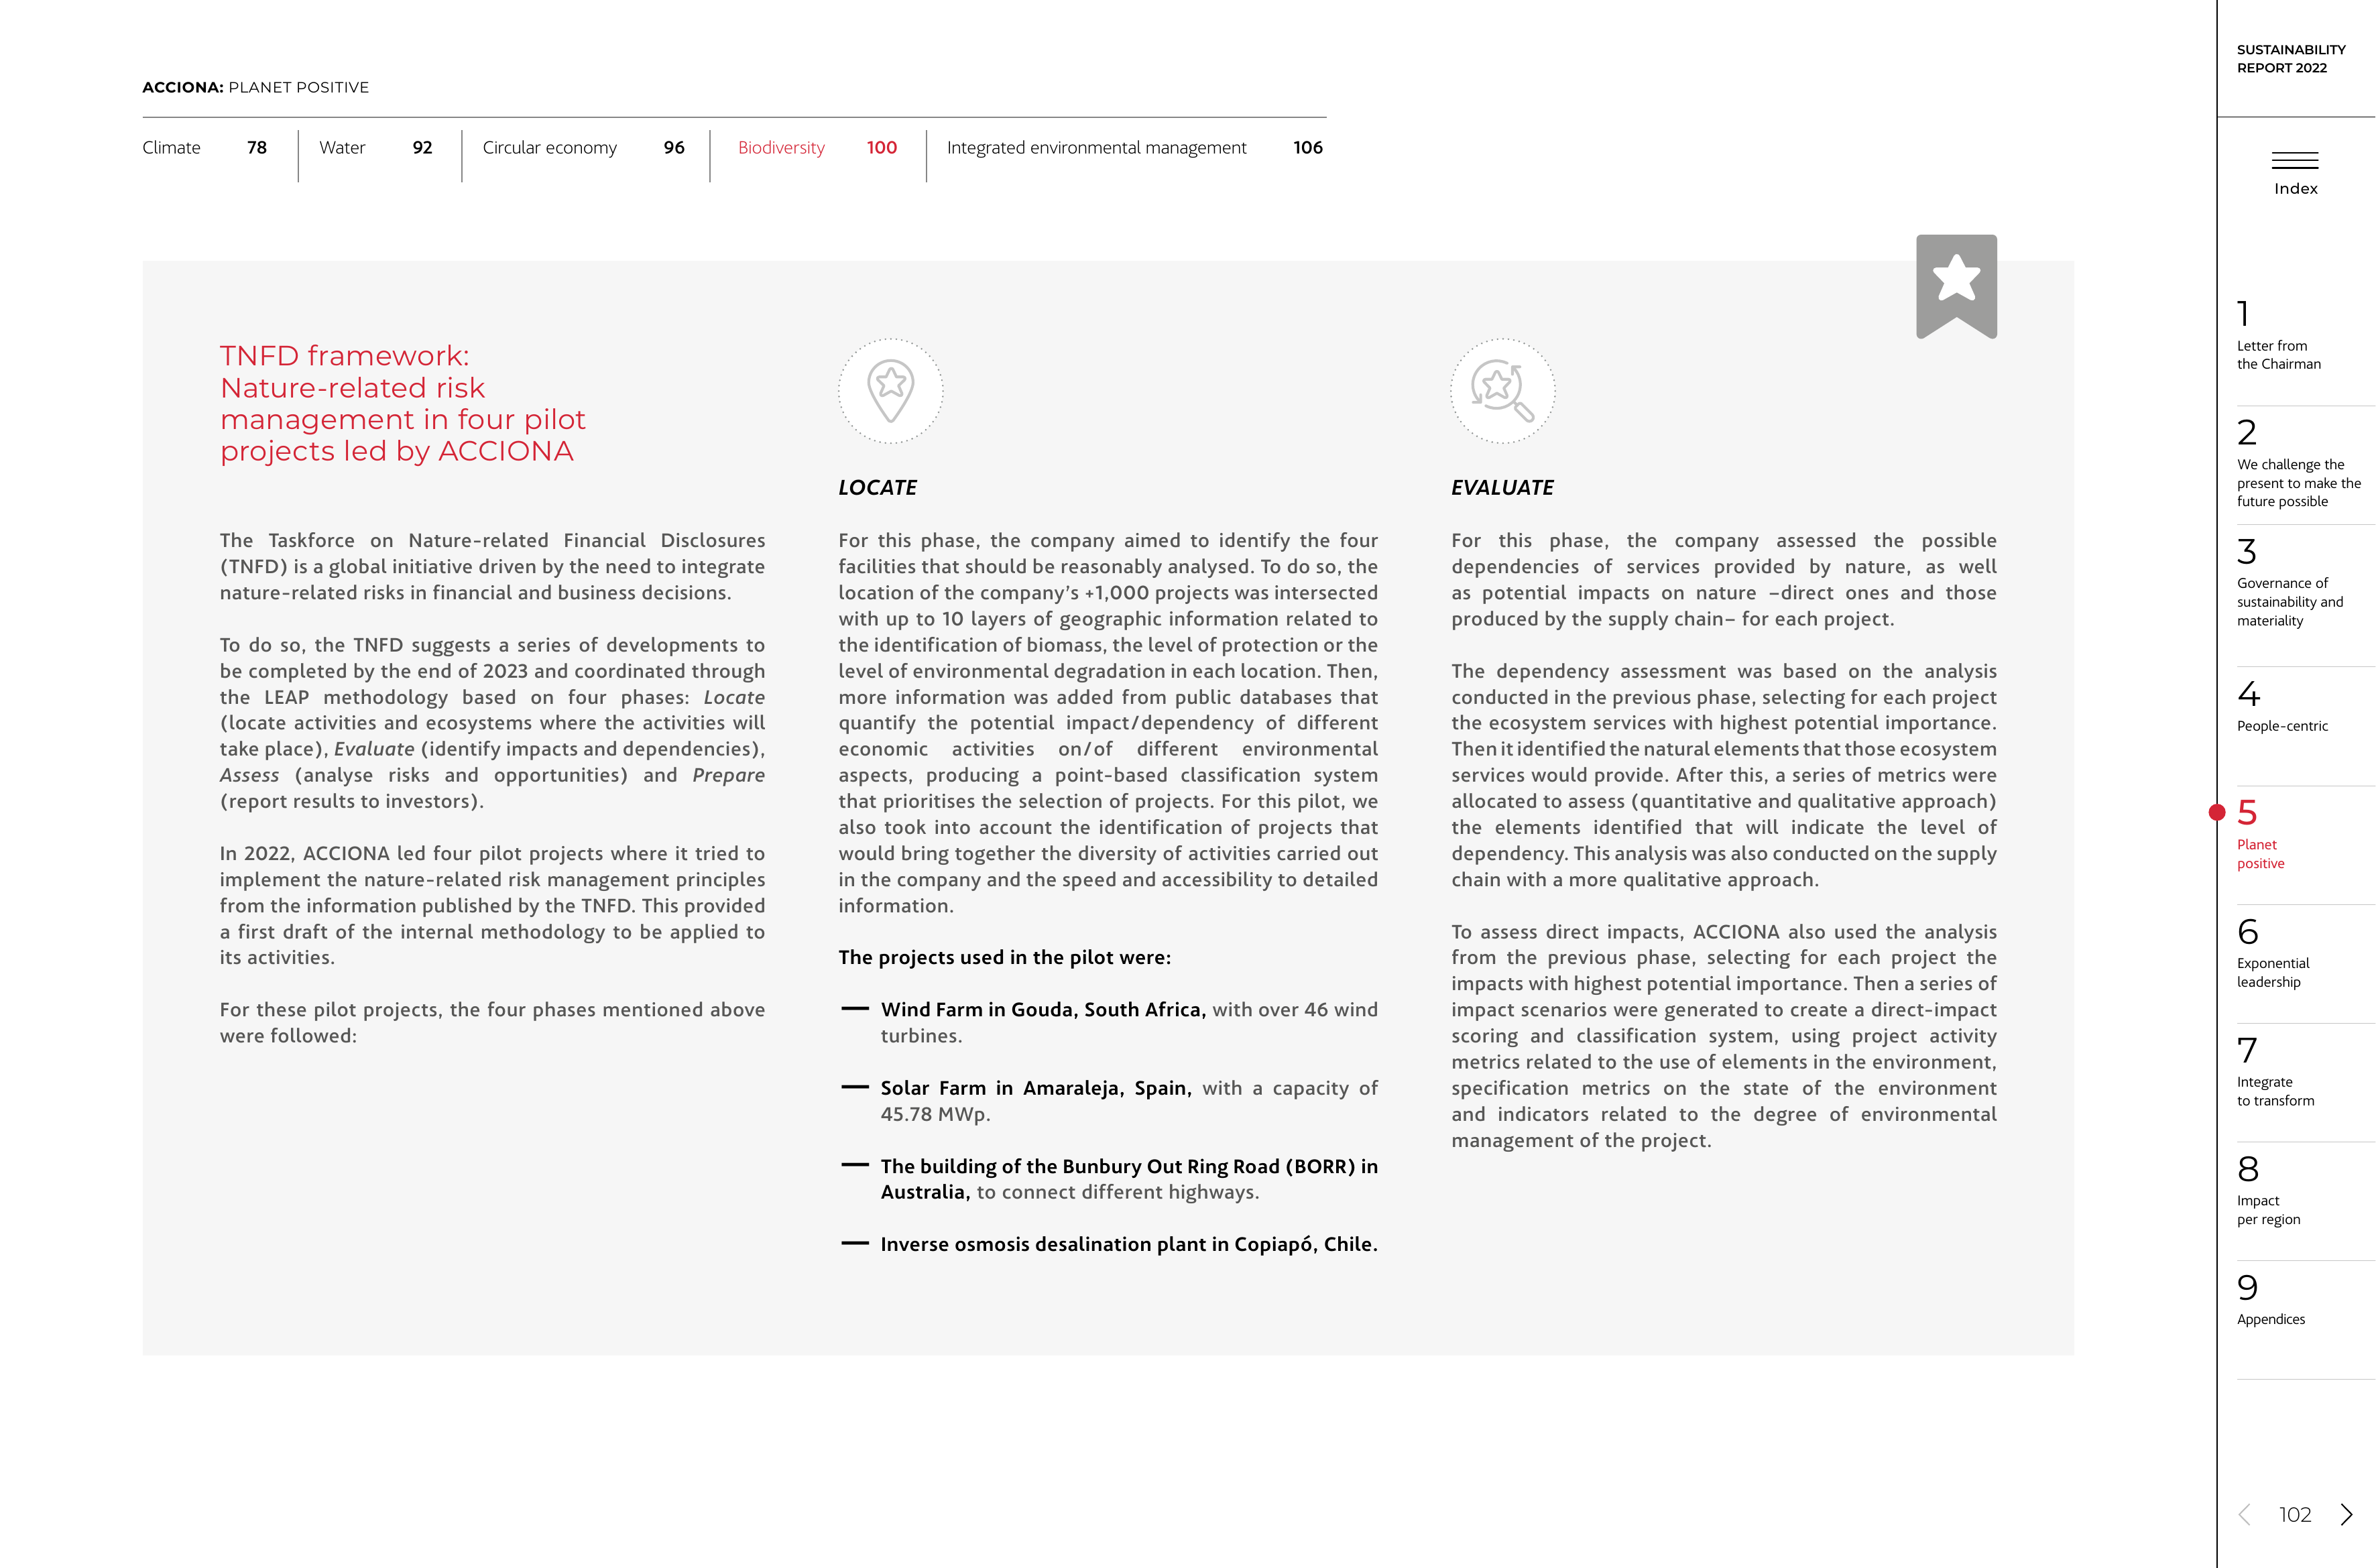 ACCIONA: PLANET POSITIVE
Climate 78
Water 92
Circular economy 96
Biodiversity 100
Integrated environmental management 106
TNFD framework:
Nature-related risk
management in four pilot
projects led by ACCIONA
The Taskforce on Nature-related Financial Disclosures
(TNFD) is a global initiative driven by the need to integrate
nature-related risks in financial and business decisions.
To do so, the TNFD suggests a series of developments to
be completed by the end of 2023 and coordinated through
the LEAP methodology based on four phases: Locate
(locate activities and ecosystems where the activities will
take place), Evaluate (identify impacts and dependencies),
Assess (analyse risks and opportunities) and Prepare
(report results to investors).
In 2022, ACCIONA led four pilot projects where it tried to
implement the nature-related risk management principles
from the information published by the TNFD. This provided
a first draft of the internal methodology to be applied to
its activities.
For these pilot projects, the four phases mentioned above
were followed:
LOCATE
For this phase, the company aimed to identify the four
facilities that should be reasonably analysed. To do so, the
location of the company's +1,000 projects was intersected
with up to 10 layers of geographic information related to
the identification of biomass, the level of protection or the
level of environmental degradation in each location. Then,
more information was added from public databases that
quantify the potential impact/dependency of different
economic activities on/of different environmental
aspects, producing a point-based classification system
that prioritises the selection of projects. For this pilot, we
also took into account the identification of projects that
would bring together the diversity of activities carried out
in the company and the speed and accessibility to detailed
information.
The projects used in the pilot were:
— Wind Farm in Gouda, South Africa, with over 46 wind
turbines.
— Solar Farm in Amaraleja, Spain, with a capacity of
45.78 MWp.
— The building of the Bunbury Out Ring Road (BORR) in
Australia, to connect different highways.
— Inverse osmosis desalination plant in Copiapó, Chile.
EVALUATE
For this phase, the company assessed the possible
dependencies of services provided by nature, as well
as potential impacts on nature –direct ones and those
produced by the supply chain– for each project.
The dependency assessment was based on the analysis
conducted in the previous phase, selecting for each project
the ecosystem services with highest potential importance.
Then it identified the natural elements that those ecosystem
services would provide. After this, a series of metrics were
allocated to assess (quantitative and qualitative approach)
the elements identified that will indicate the level of
dependency. This analysis was also conducted on the supply
chain with a more qualitative approach.
To assess direct impacts, ACCIONA also used the analysis
from the previous phase, selecting for each project the
impacts with highest potential importance. Then a series of
impact scenarios were generated to create a direct-impact
scoring and classification system, using project activity
metrics related to the use of elements in the environment,
specification metrics on the state of the environment
and indicators related to the degree of environmental
management of the project.
SUSTAINABILITY
REPORT 2022
Index
1
Letter from
the Chairman
2
We challenge the
present to make the
future possible
3
Governance of
sustainability and
materiality
4
People-centric
5
Planet
positive
6
Exponential
leadership
7
Integrate
to transform
8
Impact
per region
9
Appendices
102